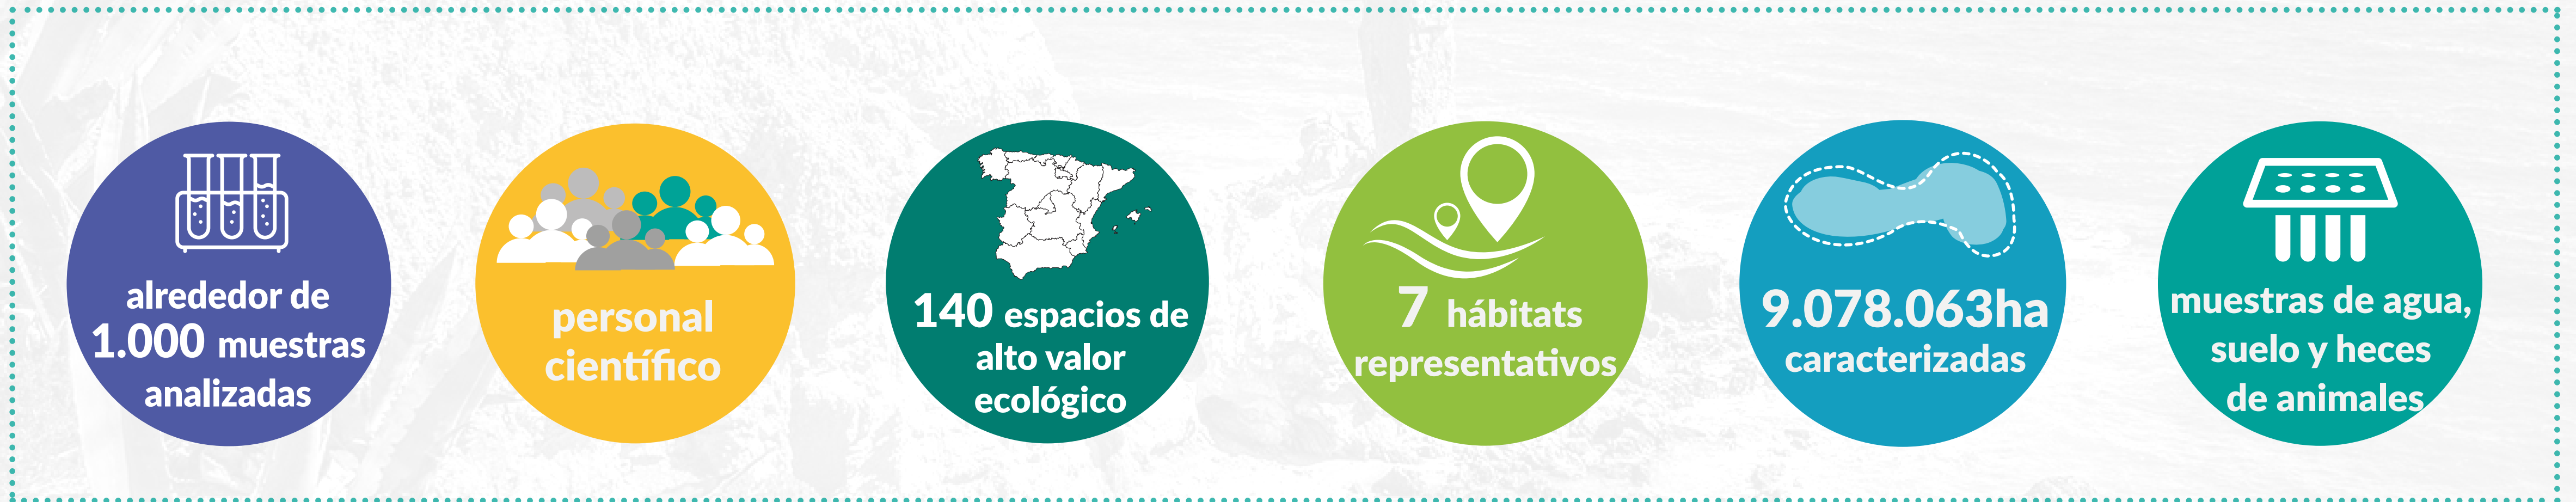 alrededor de
1.000 muestras
analizadas
personal
científico
140 espacios de
alto valor
ecológico
7 hábitats
representativos
9.078.063ha
caracterizadas
muestras de agua,
suelo y heces
de animales